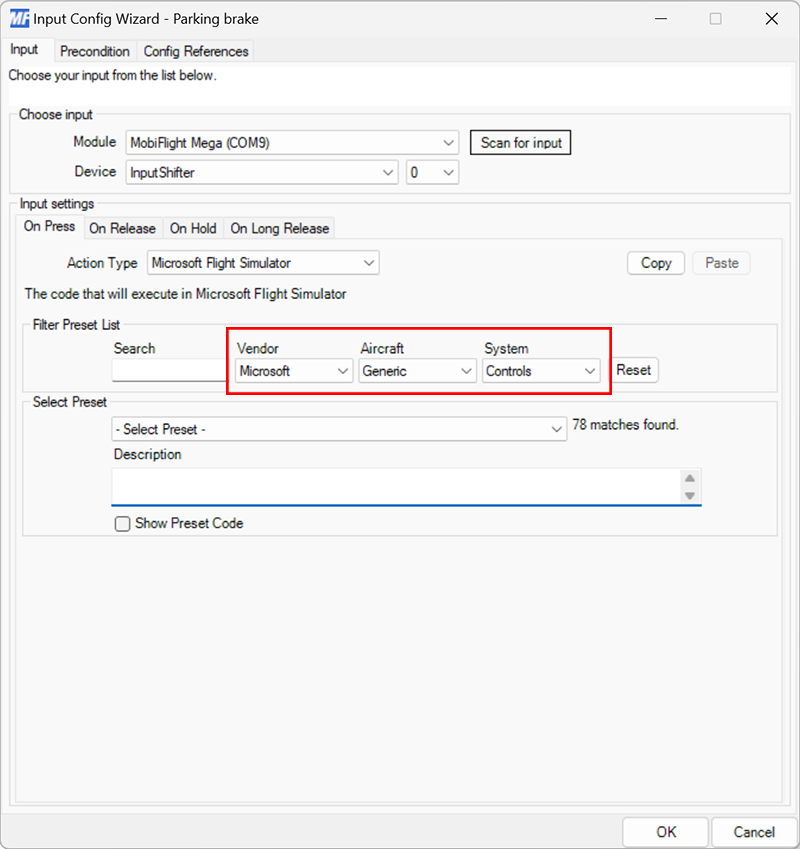 MF Input Config Wizard - Parking brake
Input Precondition Config References
Choose your input from the list below.
Choose input
Module MobiFlight Mega (COM9) Scan for input
Device InputShifter 0
Input settings
On Press On Release On Hold On Long Release
Action Type Microsoft Flight Simulator Copy Paste
The code that will execute in Microsoft Flight Simulator
Filter Preset List
Search Vendor Aircraft System
Microsoft Generic Controls Reset
Select Preset
- Select Preset - 78 matches found.
Description
Show Preset Code
OK Cancel